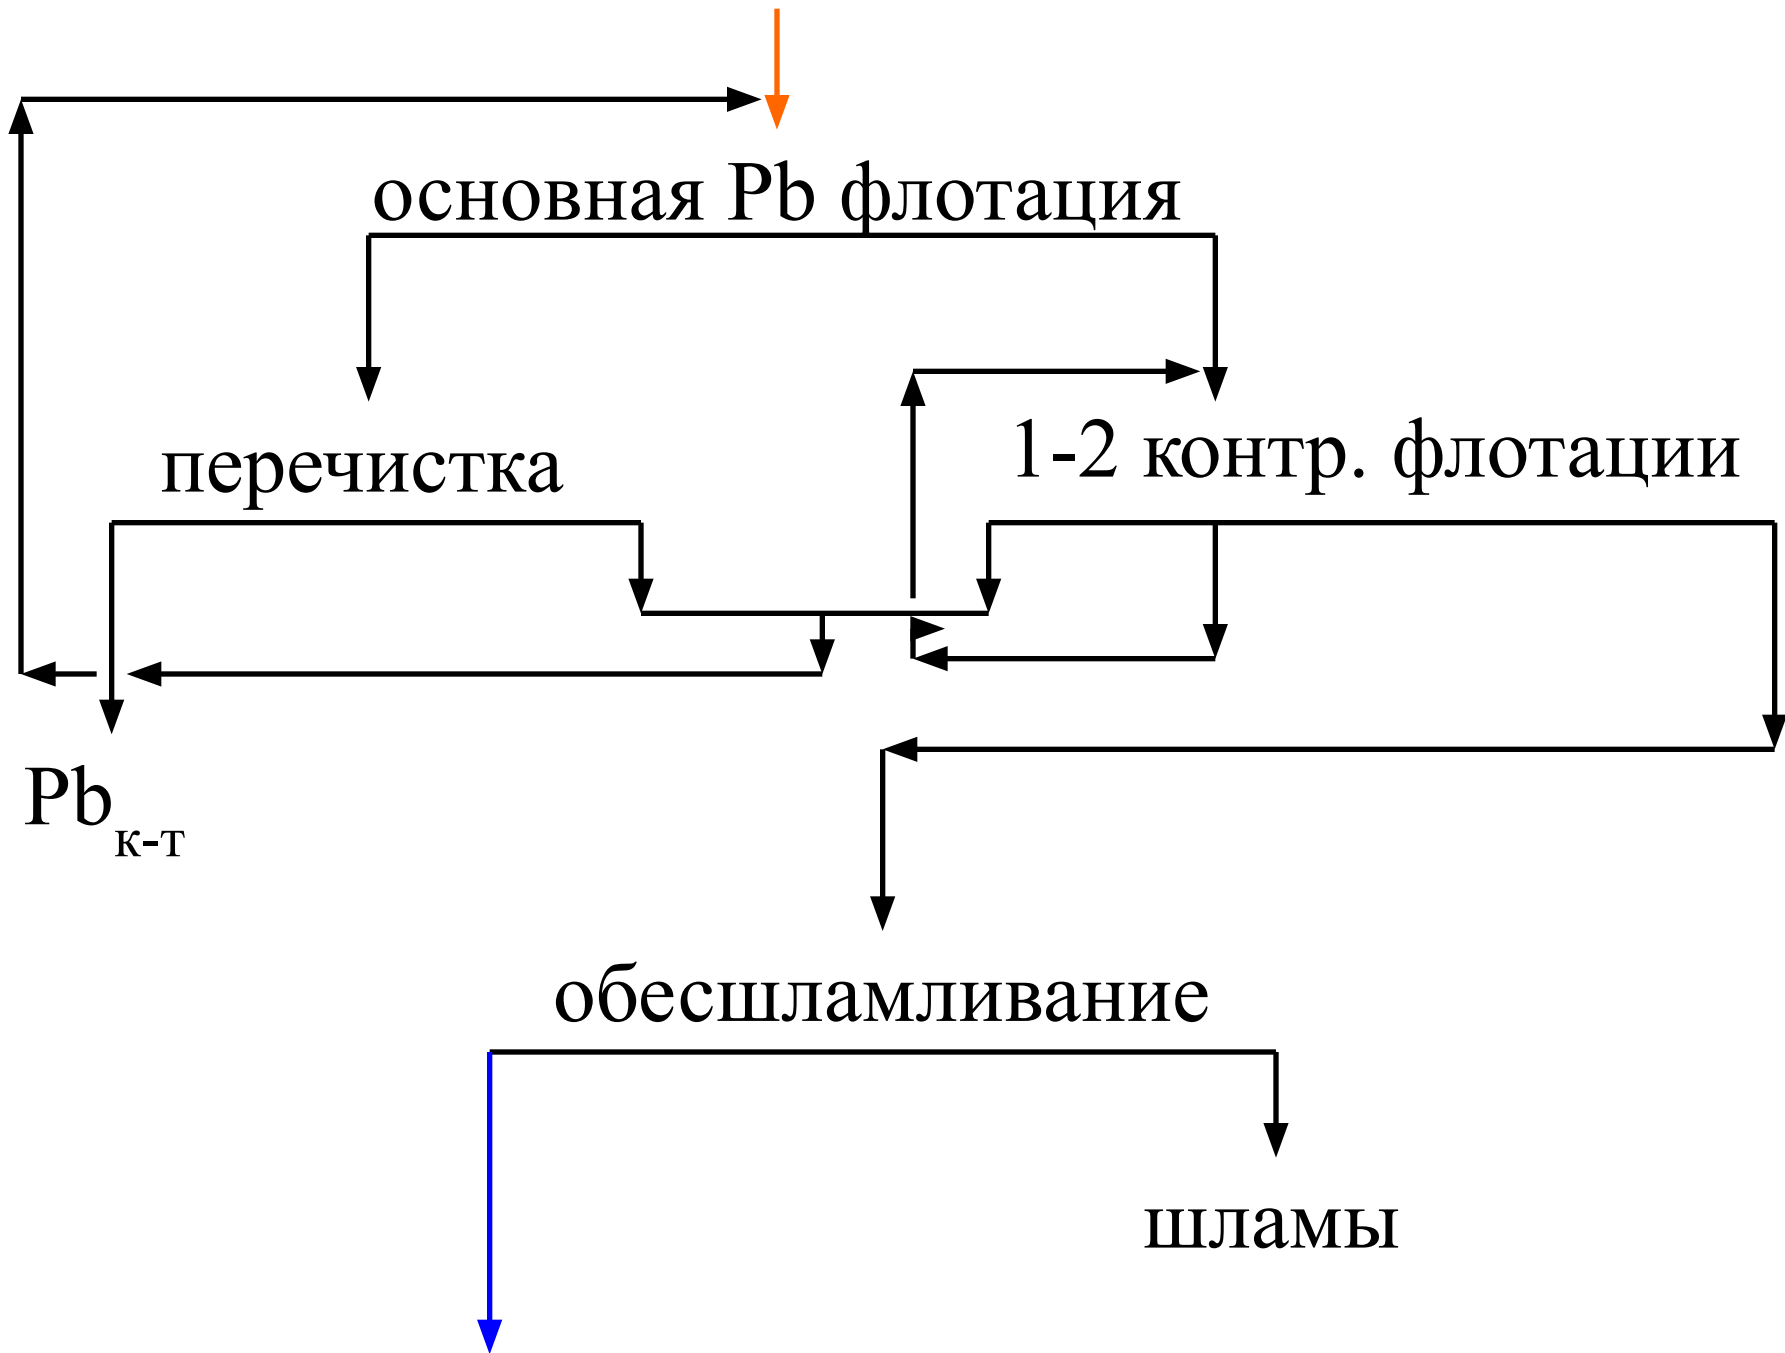 основная Pb флотация
перечистка
1-2 контр. флотации
Pbк-т
обесшламливание
шламы